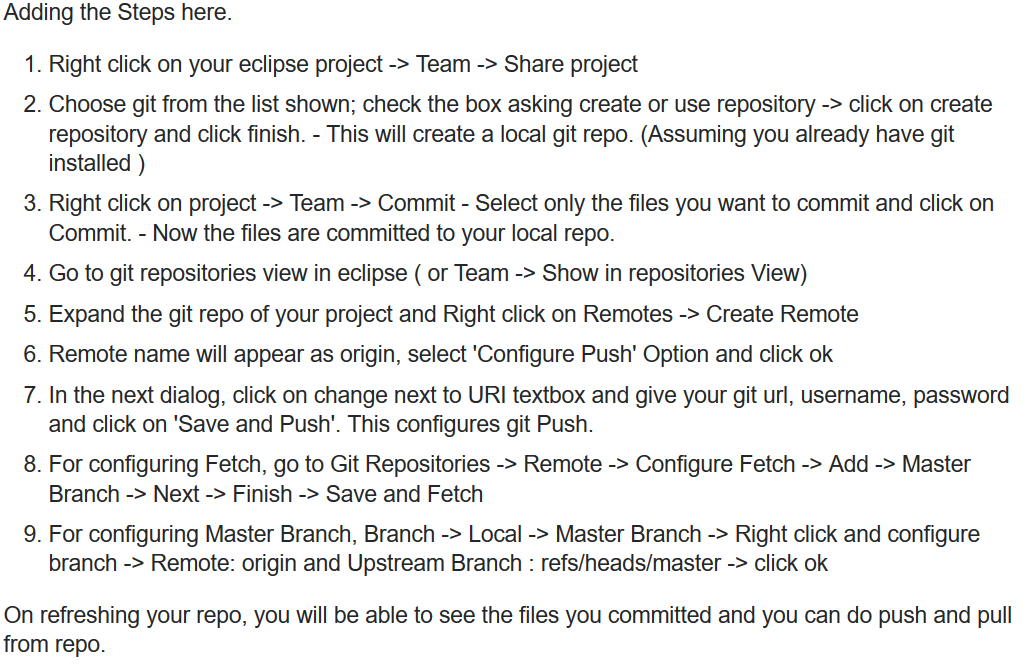 Adding the Steps here.
1. Right click on your eclipse project -> Team -> Share project
2. Choose git from the list shown; check the box asking create or use repository -> click on create
repository and click finish. - This will create a local git repo. (Assuming you already have git
installed )
3. Right click on project -> Team -> Commit - Select only the files you want to commit and click on
Commit. - Now the files are committed to your local repo.
4. Go to git repositories view in eclipse ( or Team -> Show in repositories View)
5. Expand the git repo of your project and Right click on Remotes -> Create Remote
6. Remote name will appear as origin, select 'Configure Push' Option and click ok
7. In the next dialog, click on change next to URI textbox and give your git url, username, password
and click on 'Save and Push'. This configures git Push.
8. For configuring Fetch, go to Git Repositories -> Remote -> Configure Fetch -> Add -> Master
Branch -> Next -> Finish -> Save and Fetch
9. For configuring Master Branch, Branch -> Local -> Master Branch -> Right click and configure
branch -> Remote: origin and Upstream Branch : refs/heads/master -> click ok
On refreshing your repo, you will be able to see the files you committed and you can do push and pull
from repo.